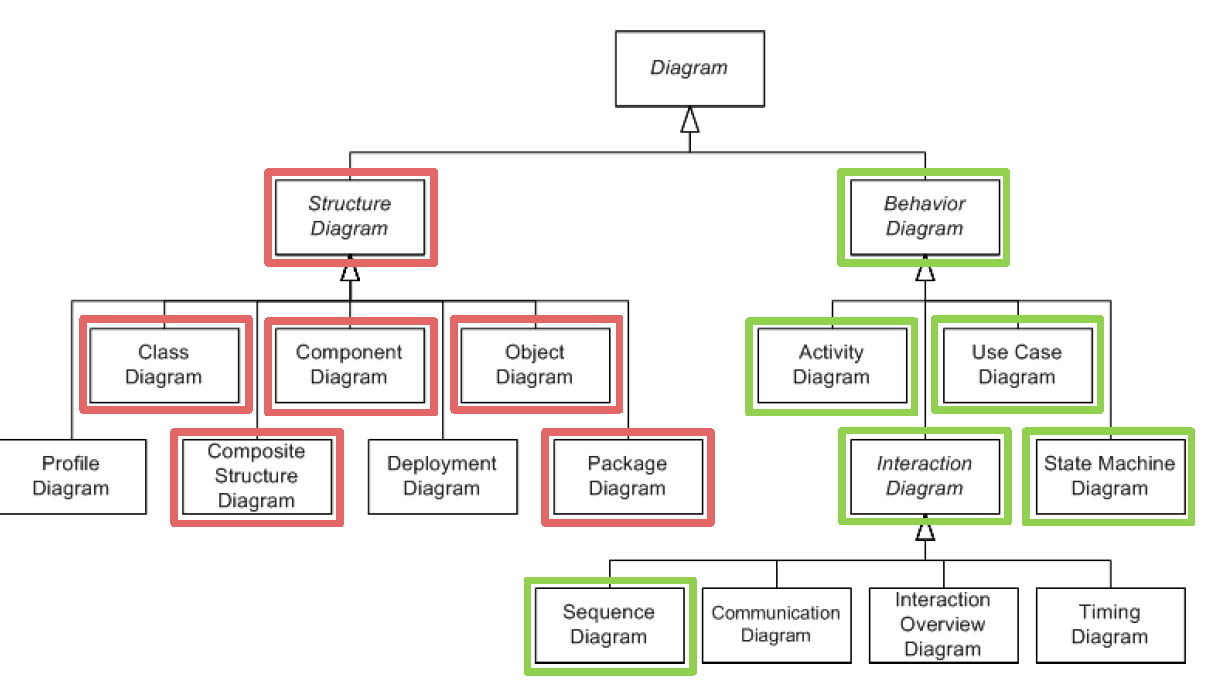 Diagram
Structure
Diagram
Behavior
Diagram
Class
Diagram
Component
Diagram
Object
Diagram
Activity
Diagram
Use Case
Diagram
Profile
Diagram
Composite
Structure
Diagram
Deployment
Diagram
Package
Diagram
Interaction
Diagram
State Machine
Diagram
Sequence
Diagram
Communication
Diagram
Interaction
Overview
Diagram
Timing
Diagram